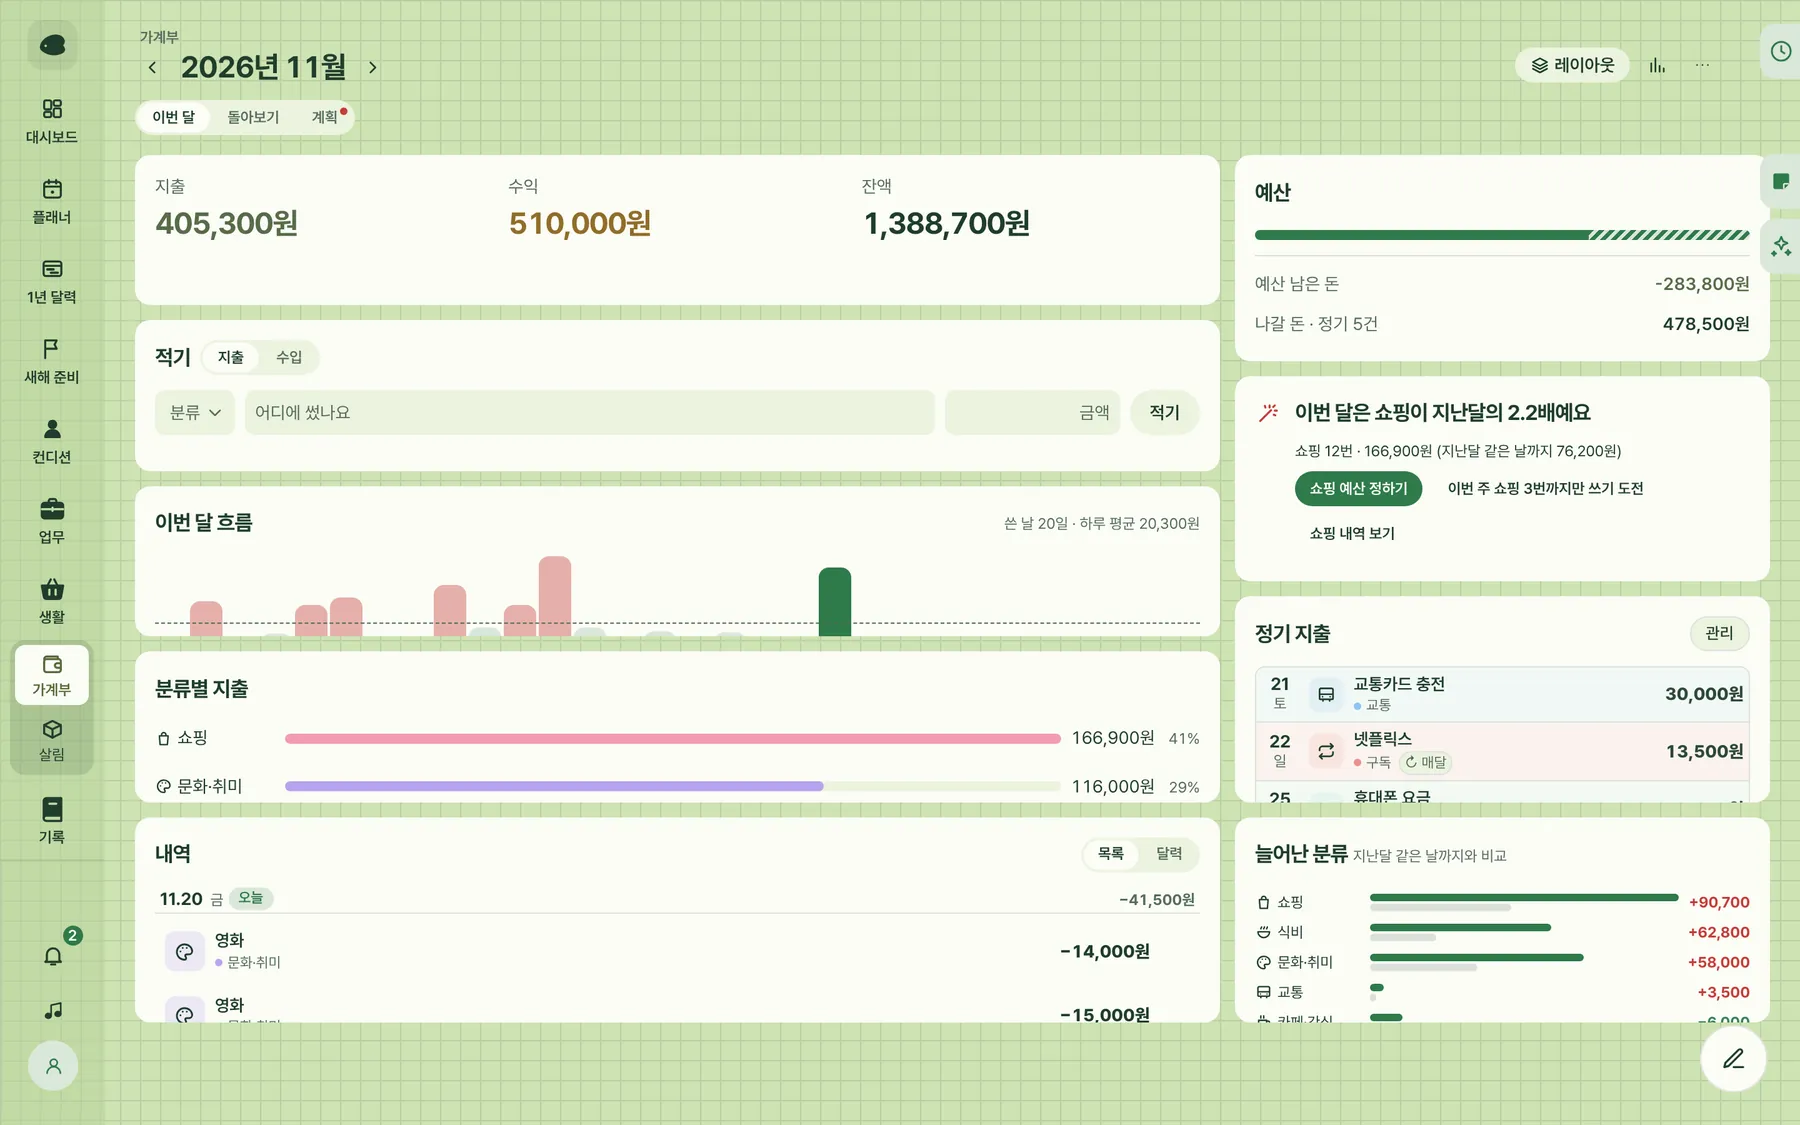 가계부
2026년 11월
레이아웃
이번 달
돌아보기
계획
대시보드
플래너
1년 달력
새해 준비
컨디션
업무
생활
가계부
살림
기록
2
지출
405,300원
수익
510,000원
잔액
1,388,700원
적기
지출
수입
분류
어디에 썼나요
금액
적기
이번 달 흐름
쓴 날 20일 · 하루 평균 20,300원
분류별 지출
쇼핑
166,900원 41%
문화·취미
116,000원 29%
내역
목록
달력
11.20 금 오늘
−41,500원
영화
문화·취미
−14,000원
영화
−15,000원
예산
예산 남은 돈
-283,800원
나갈 돈 · 정기 5건
478,500원
이번 달은 쇼핑이 지난달의 2.2배예요
쇼핑 12번 · 166,900원 (지난달 같은 날까지 76,200원)
쇼핑 예산 정하기
이번 주 쇼핑 3번까지만 쓰기 도전
쇼핑 내역 보기
정기 지출
관리
21
토
교통카드 충전
교통
30,000원
22
일
넷플릭스
구독
매달
13,500원
25
휴대폰 요금
늘어난 분류 지난달 같은 날까지와 비교
쇼핑
+90,700
식비
+62,800
문화·취미
+58,000
교통
+3,500
카페·간식
−6,000